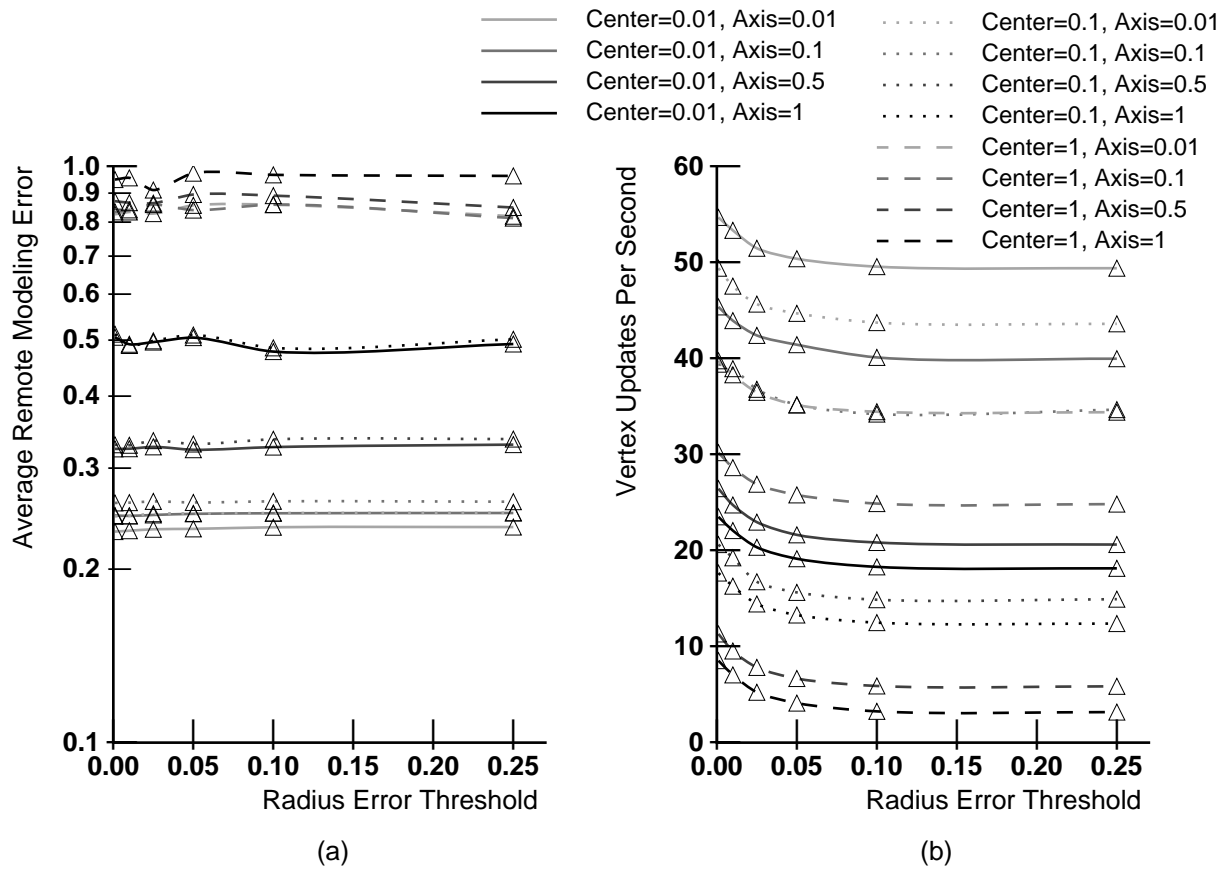 Center=0.01, Axis=0.01
Center=0.01, Axis=0.1
Center=0.01, Axis=0.5
Center=0.01, Axis=1
Center=0.1, Axis=0.01
Center=0.1, Axis=0.1
Center=0.1, Axis=0.5
Center=0.1, Axis=1
Center=1, Axis=0.01
Center=1, Axis=0.1
Center=1, Axis=0.5
Center=1, Axis=1
Average Remote Modeling Error
1.0
0.9
0.8
0.7
0.6
0.5
0.4
0.3
0.2
0.1
0.00 0.05 0.10 0.15 0.20 0.25
Radius Error Threshold
(a)
Vertex Updates Per Second
60
50
40
30
20
10
0
0.00 0.05 0.10 0.15 0.20 0.25
Radius Error Threshold
(b)